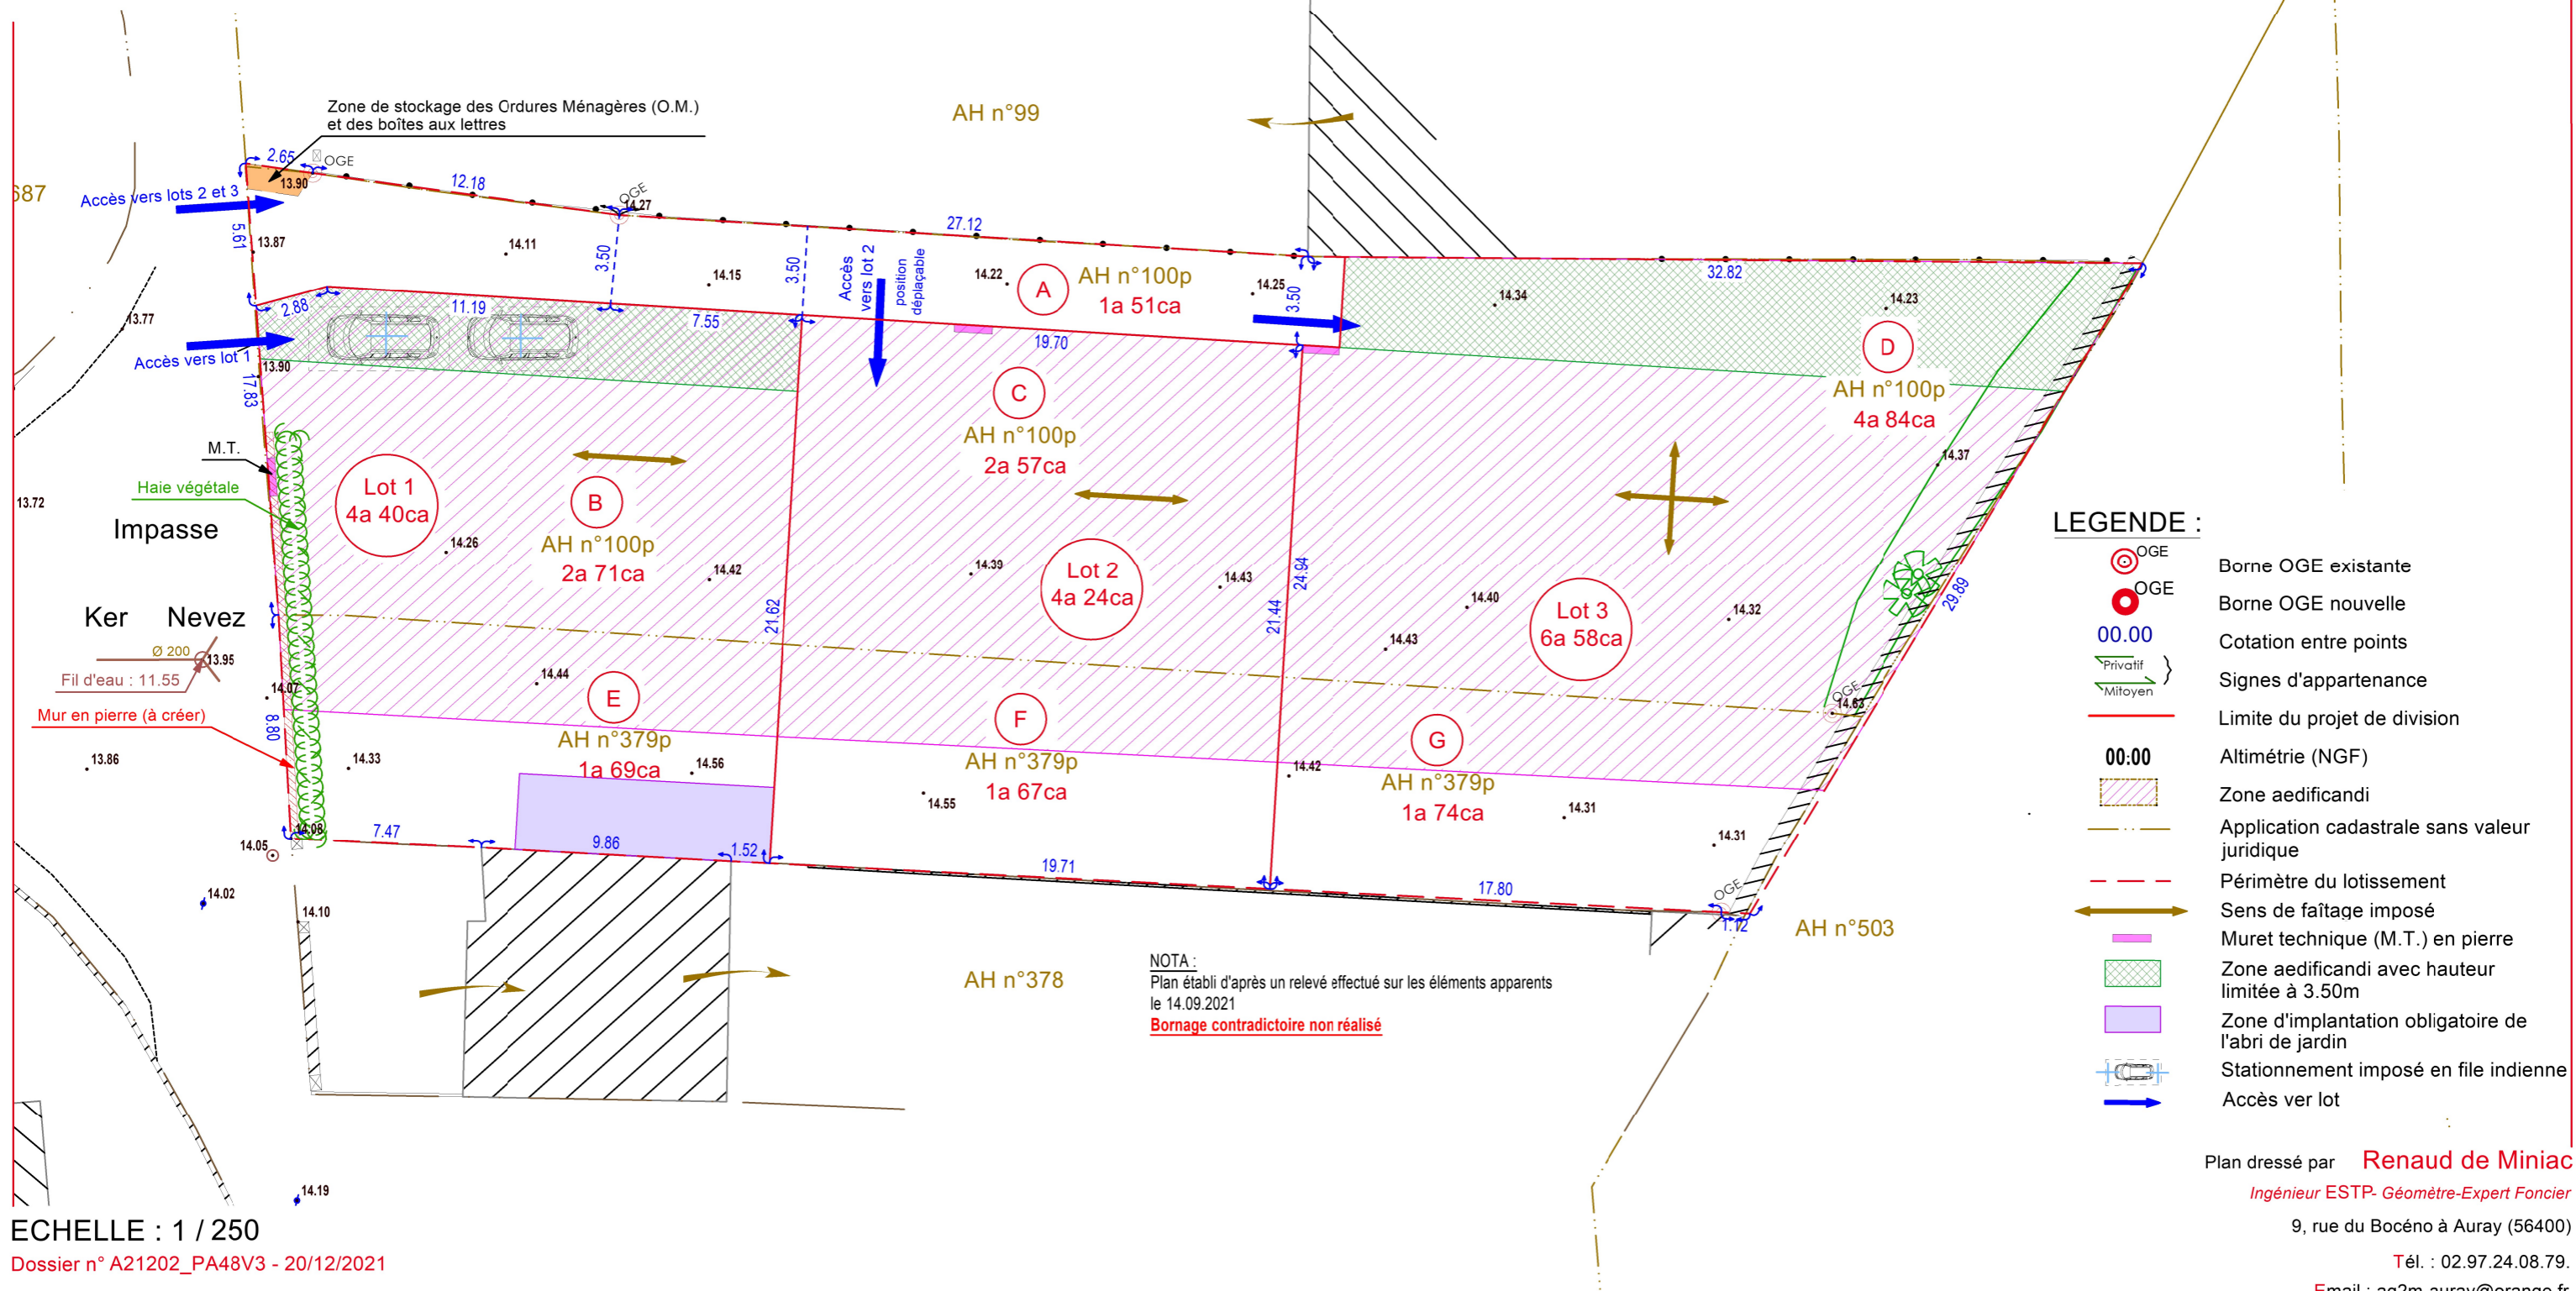 Zone de stockage des Ordures Ménagères (O.M.)
et des boîtes aux lettres
AH n°99
687
Accès vers lots 2 et 3
2.65
OGE
13.90
12.18
OGE
14.27
27.12
5.61
13.87
14.11
3.50
14.15
3.50
Accès
vers lot 2
position
déplaçable
14.22
A
AH n°100p
1a 51ca
14.25
3.50
32.82
14.34
14.23
2.88
11.19
7.55
19.70
13.77
Accès vers lot 1
13.90
17.83
D
AH n°100p
4a 84ca
C
AH n°100p
2a 57ca
M.T.
Haie végétale
13.72
Impasse
Lot 1
4a 40ca
B
AH n°100p
2a 71ca
14.26
14.42
14.39
14.43
14.37
Lot 2
4a 24ca
24.94
21.44
21.62
14.40
14.43
14.32
Lot 3
6a 58ca
29.89
Ker Nevez
Ø 200
13.95
Fil d'eau : 11.55
14.07
Mur en pierre (à créer)
8.80
13.86
14.44
E
AH n°379p
1a 69ca
14.33
14.56
F
AH n°379p
1a 67ca
14.55
G
AH n°379p
1a 74ca
14.42
14.31
14.31
OGE
14.63
14.08
14.05
7.47
9.86
1.52
19.71
17.80
OGE
1.12
14.02
14.10
14.19
AH n°378
AH n°503
NOTA :
Plan établi d'après un relevé effectué sur les éléments apparents
le 14.09.2021
Bornage contradictoire non réalisé
LEGENDE :
OGE
Borne OGE existante
OGE
Borne OGE nouvelle
00.00
Cotation entre points
Privatif
Mitoyen
Signes d'appartenance
Limite du projet de division
00:00
Altimétrie (NGF)
Zone aedificandi
Application cadastrale sans valeur
juridique
Périmètre du lotissement
Sens de faîtage imposé
Muret technique (M.T.) en pierre
Zone aedificandi avec hauteur
limitée à 3.50m
Zone d'implantation obligatoire de
l'abri de jardin
Stationnement imposé en file indienne
Accès ver lot
Plan dressé par Renaud de Miniac
Ingénieur ESTP- Géomètre-Expert Foncier
9, rue du Bocéno à Auray (56400)
Tél. : 02.97.24.08.79.
ECHELLE : 1 / 250
Dossier n° A21202_PA48V3 - 20/12/2021